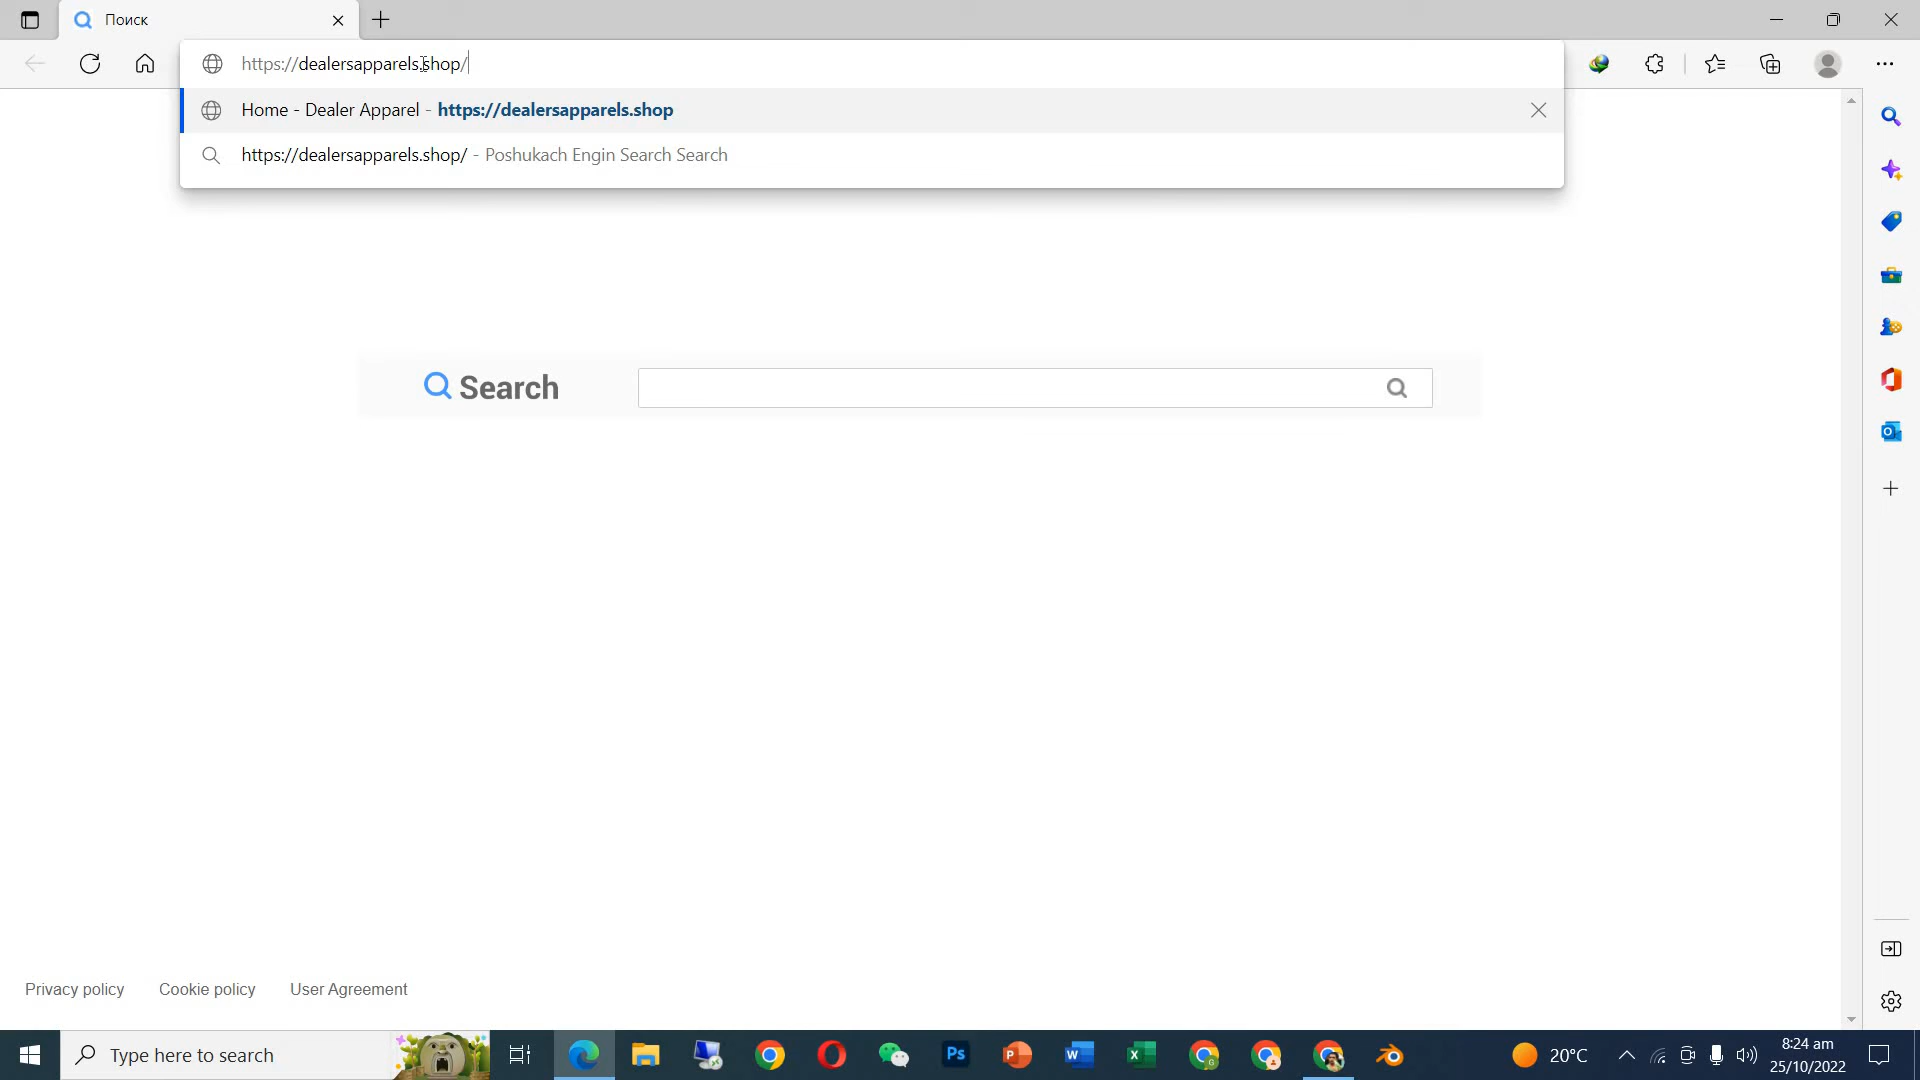 Поиск
https://dealersapparels.shop/
Home - Dealer Apparel - https://dealersapparels.shop
https://dealersapparels.shop/ - Poshukach Engin Search Search
Search
Privacy policy Cookie policy User Agreement
Type here to search
Ps
20°C
8:24 am
25/10/2022